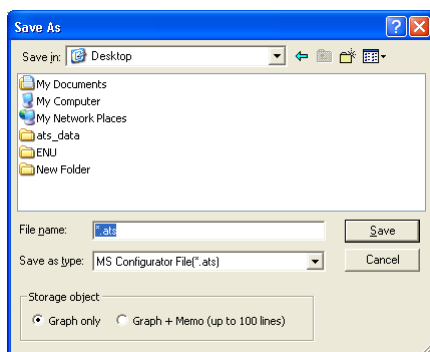 Save As
Save in: Desktop
My Documents
My Computer
My Network Places
ats_data
ENU
New Folder
File name: *.ats Save
Save as type: MS Configurator File(*.ats) Cancel
Storage object
Graph only Graph + Memo (up to 100 lines)